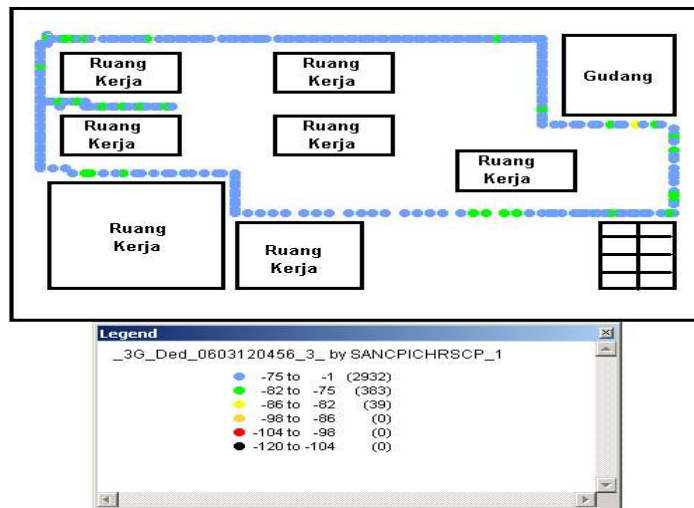 Ruang
Kerja
Ruang
Kerja
Gudang
Ruang
Kerja
Ruang
Kerja
Ruang
Kerja
Ruang
Kerja
Ruang
Kerja
Legend
_3G_Ded_0603120456_3_ by SANCPICHRSCP_1
-75 to -1 (2932)
-82 to -75 (383)
-86 to -82 (39)
-98 to -86 (0)
-104 to -98 (0)
-120 to -104 (0)